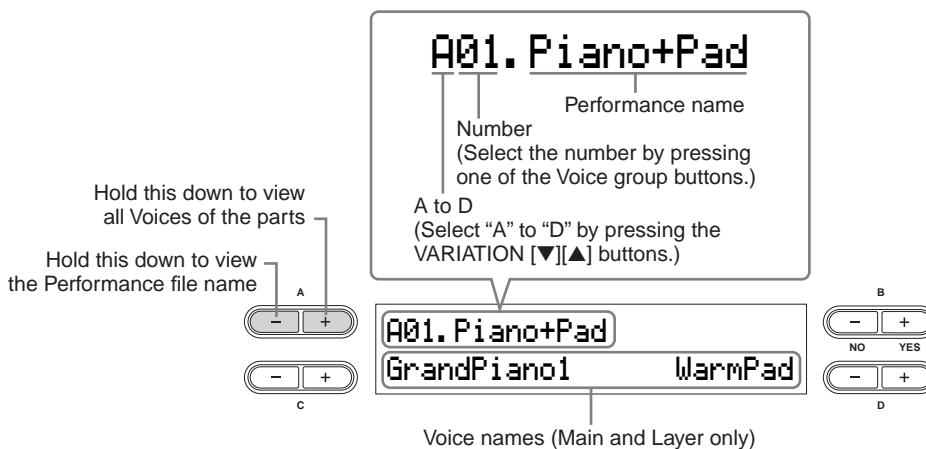 A01.Piano+Pad
Performance name
Number
(Select the number by pressing
one of the Voice group buttons.)
A to D
(Select “A” to “D” by pressing the
VARIATION [▼][▲] buttons.)
Hold this down to view
all Voices of the parts
Hold this down to view
the Performance file name
A
− +
C
− +
A01.Piano+Pad
GrandPiano1 WarmPad
B
− +
NO YES
− +
D
Voice names (Main and Layer only)